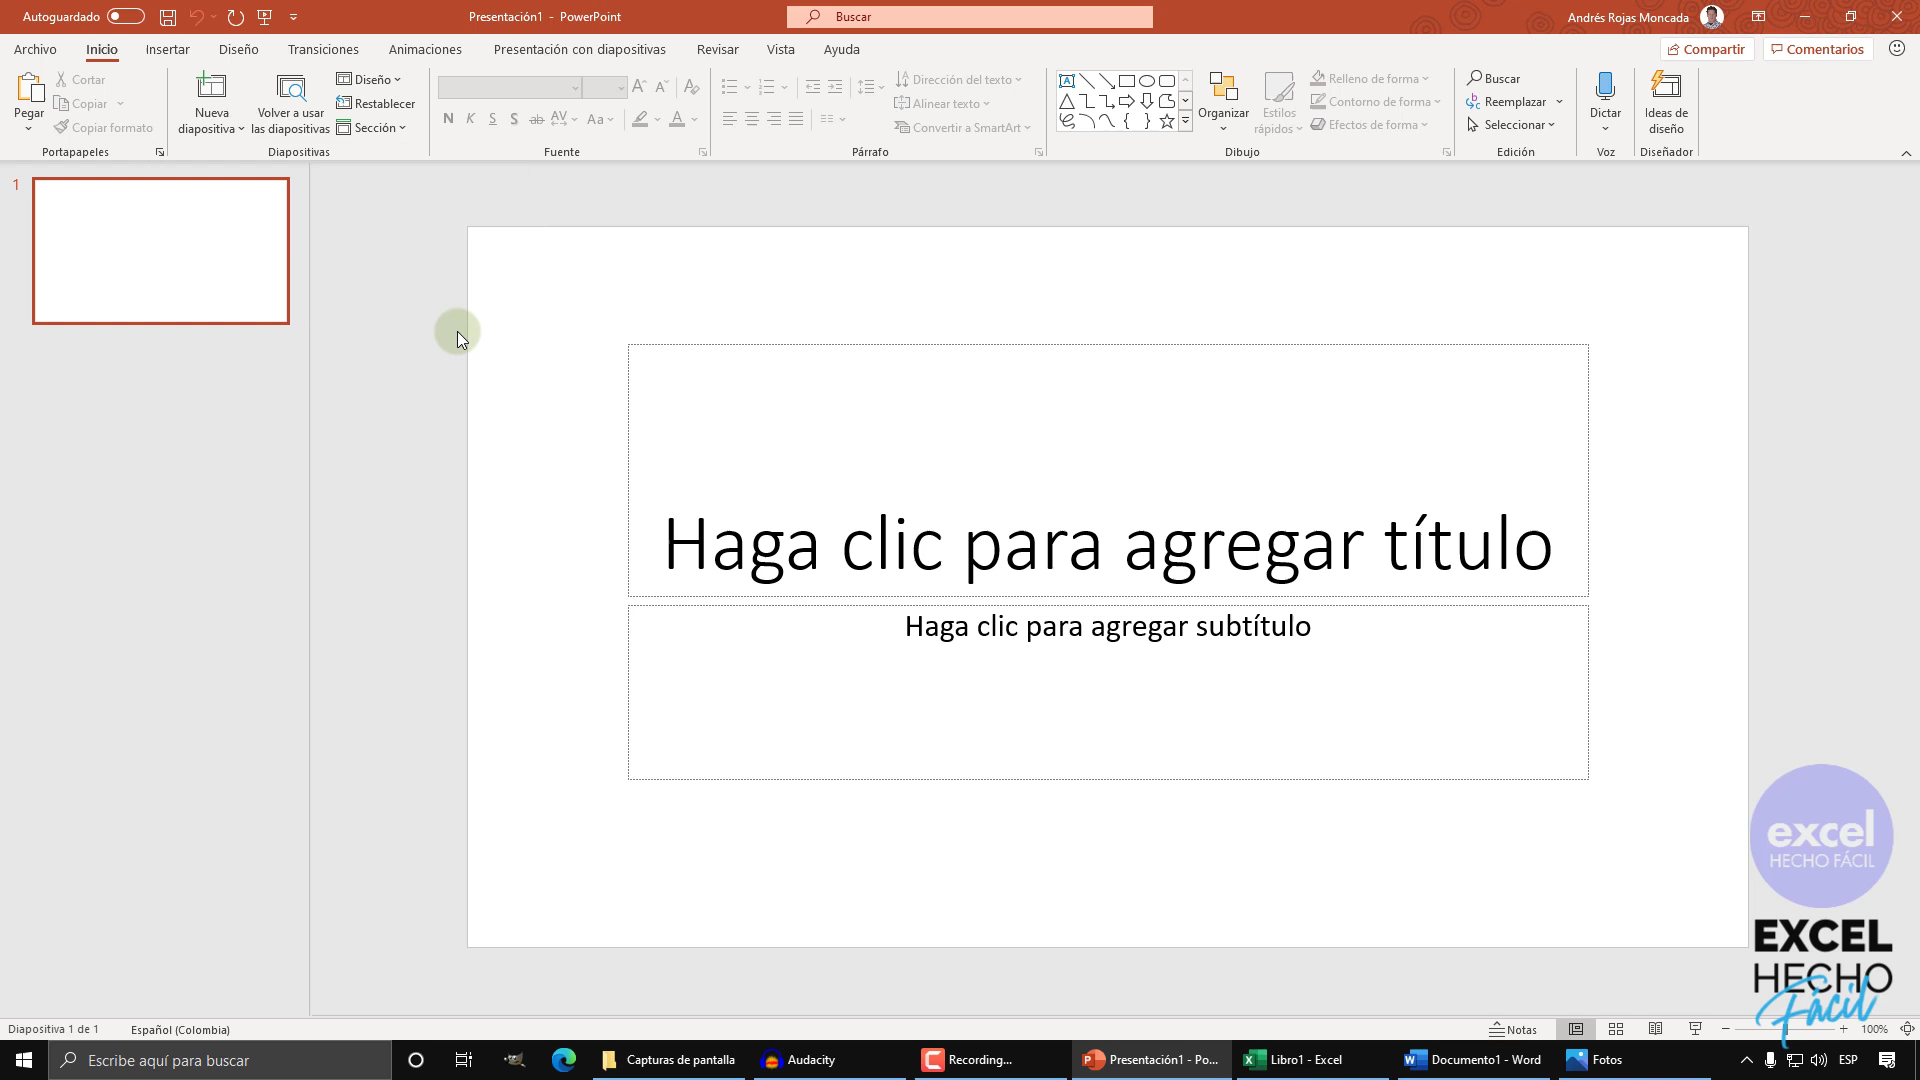 Autoguardado
Presentación1 - PowerPoint
Buscar
Andrés Rojas Moncada
Archivo Inicio Insertar Diseño Transiciones Animaciones Presentación con diapositivas Revisar Vista Ayuda
Compartir Comentarios
Pegar
Cortar
Copiar
Copiar formato
Portapapeles
Nueva
diapositiva
Volver a usar
las diapositivas
Diseño
Restablecer
Sección
Diapositivas
N K S S ab AV Aa A
Fuente
Dirección del texto
Alinear texto
Convertir a SmartArt
Párrafo
Organizar
Estilos
rápidos
Relleno de forma
Contorno de forma
Efectos de forma
Dibujo
Buscar
Reemplazar
Seleccionar
Edición
Dictar
Voz
Ideas de
diseño
Diseñador
1
Haga clic para agregar título
Haga clic para agregar subtítulo
excel
HECHO FÁCIL
EXCEL
HECHO
Fácil
Diapositiva 1 de 1
Español (Colombia)
Notas
100%
Escribe aquí para buscar
Capturas de pantalla
Audacity
Recording...
Presentación1 - Po...
Libro1 - Excel
Documento1 - Word
Fotos
ESP